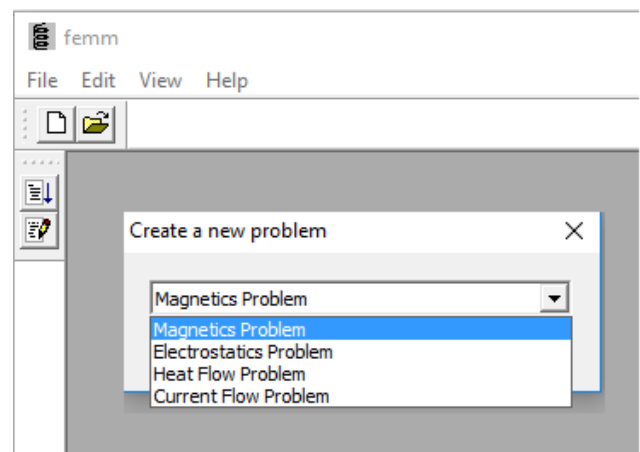 femm
File Edit View Help
Create a new problem
Magnetics Problem
Magnetics Problem
Electrostatics Problem
Heat Flow Problem
Current Flow Problem